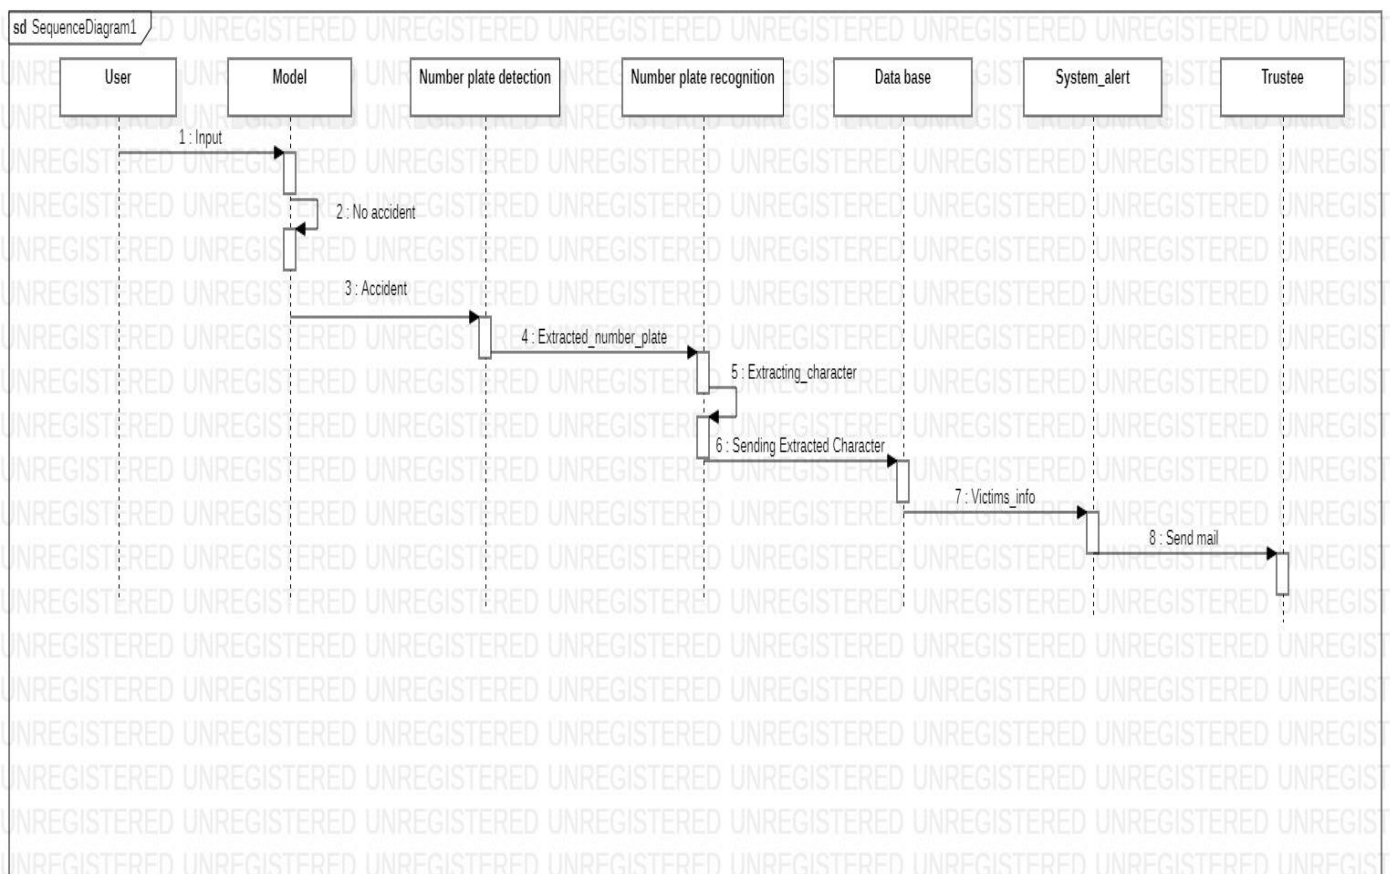 sd SequenceDiagram1
User
Model
Number plate detection
Number plate recognition
Data base
System_alert
Trustee
1 : Input
2 : No accident
3 : Accident
4 : Extracted_number_plate
5 : Extracting_character
6 : Sending Extracted Character
7 : Victims_info
8 : Send mail
UNREGISTERED